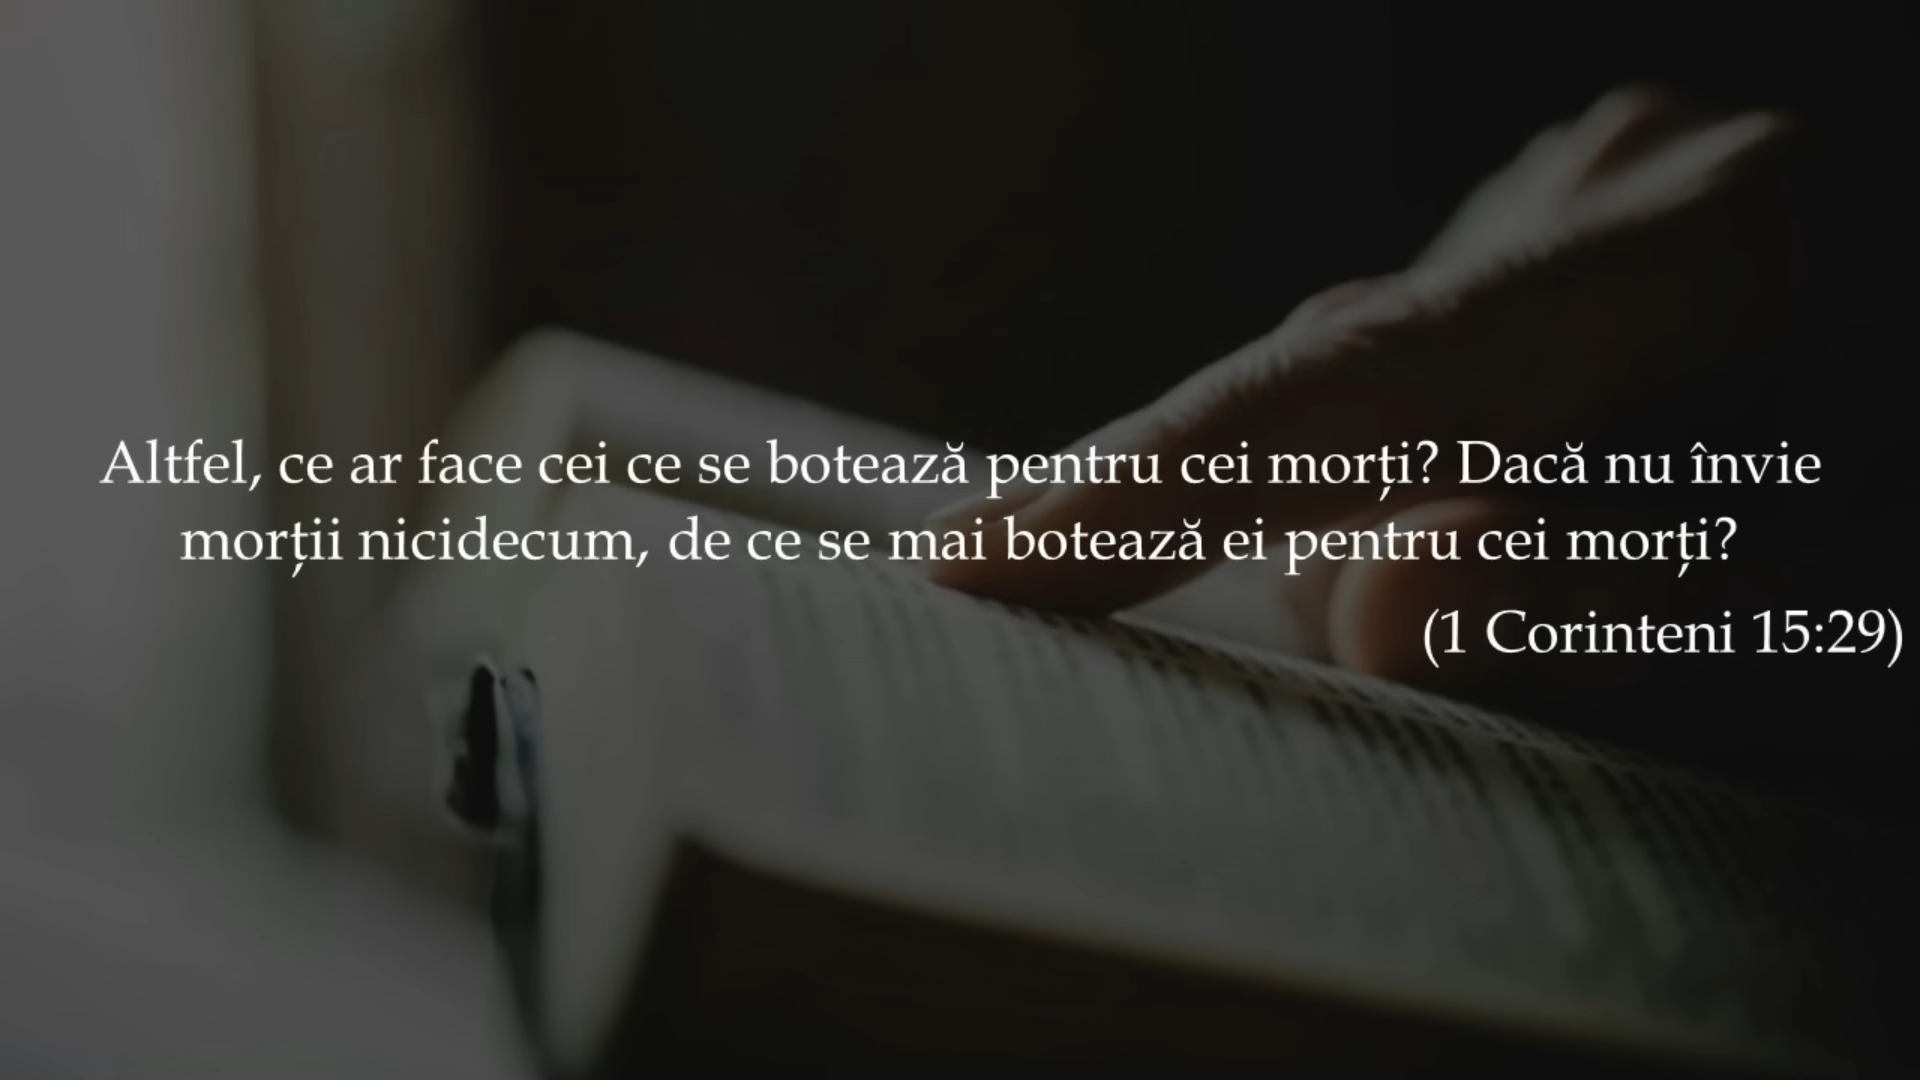 Altfel, ce ar face cei ce se botează pentru cei morți? Dacă nu învie
morții nicidecum, de ce se mai botează ei pentru cei morți?
(1 Corinteni 15:29)